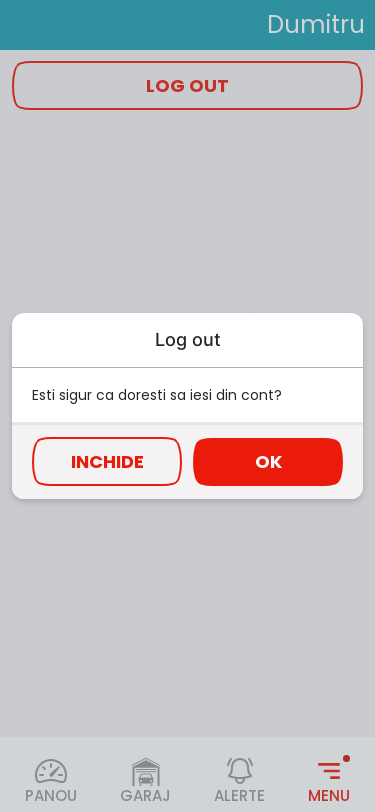 Dumitru
LOG OUT
Log out
Esti sigur ca doresti sa iesi din cont?
INCHIDE
OK
PANOU
GARAJ
ALERTE
MENU